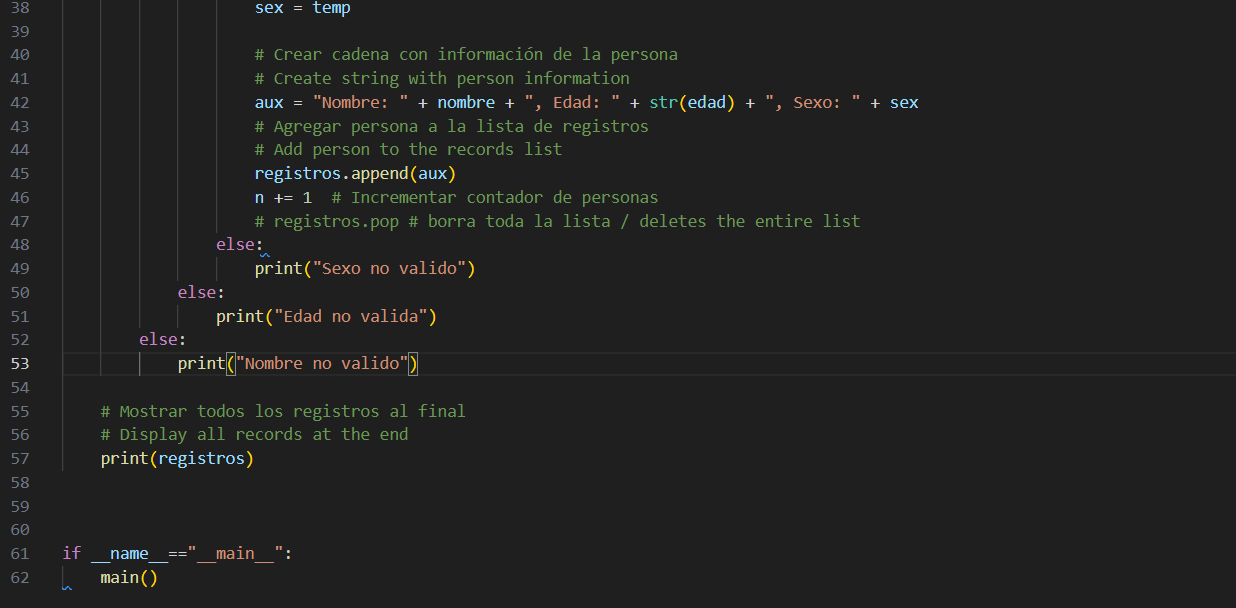 38                         sex = temp
39
40                         # Crear cadena con información de la persona
41                         # Create string with person information
42                         aux = "Nombre: " + nombre + ", Edad: " + str(edad) + ", Sexo: " + sex
43                         # Agregar persona a la lista de registros
44                         # Add person to the records list
45                         registros.append(aux)
46                         n += 1  # Incrementar contador de personas
47                         # registros.pop # borra toda la lista / deletes the entire list
48                     else:
49                         print("Sexo no valido")
50                 else:
51                     print("Edad no valida")
52             else:
53                 print("Nombre no valido")
54
55         # Mostrar todos los registros al final
56         # Display all records at the end
57         print(registros)
58
59
60
61     if __name__=="__main__":
62         main()